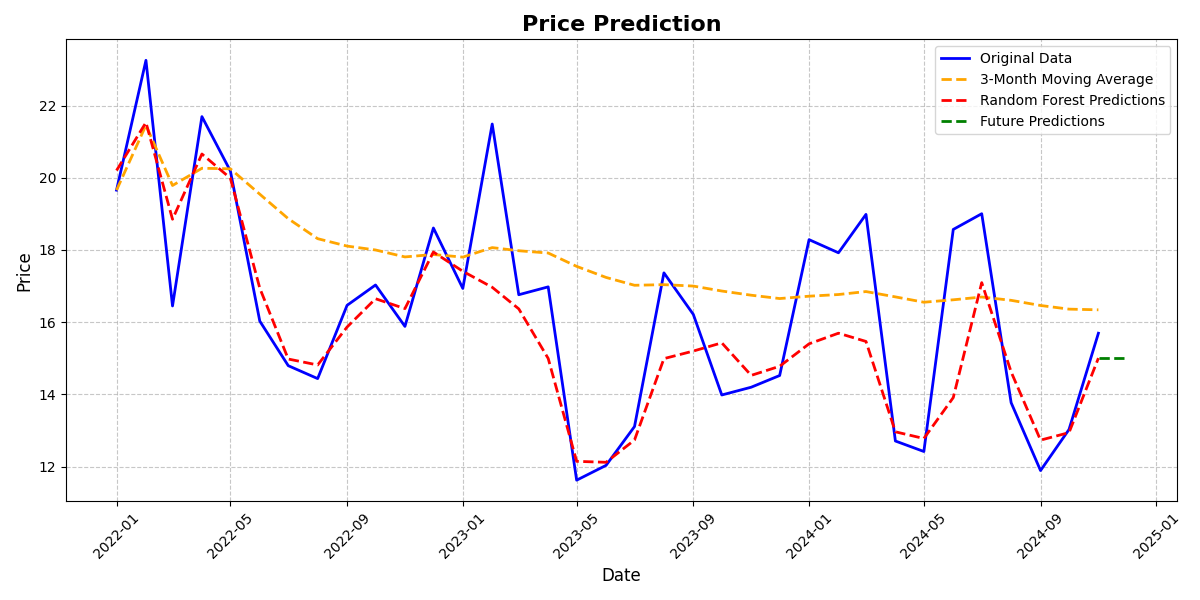 Price Prediction
Original Data
3-Month Moving Average
Random Forest Predictions
Future Predictions
Price
22
20
18
16
14
12
2022-01
2022-05
2022-09
2023-01
2023-05
2023-09
2024-01
2024-05
2024-09
2025-01
Date